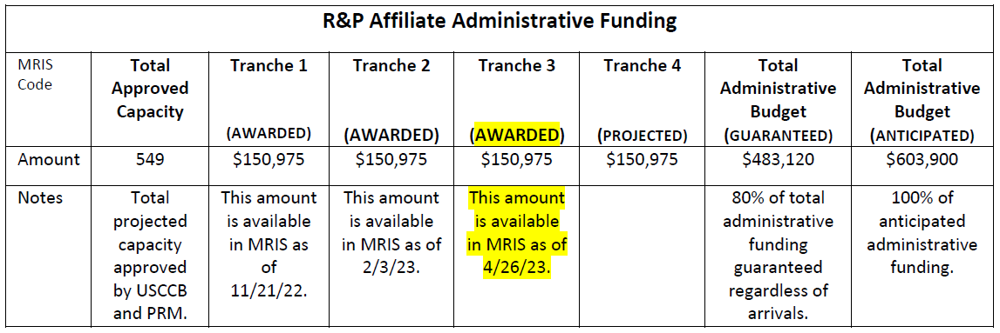 R&P Affiliate Administrative Funding
MRIS
Code
Total
Approved
Capacity
Tranche 1
(AWARDED)
Tranche 2
(AWARDED)
Tranche 3
(AWARDED)
Tranche 4
(PROJECTED)
Total
Administrative
Budget
(GUARANTEED)
Total
Administrative
Budget
(ANTICIPATED)
Amount
549
$150,975
$150,975
$150,975
$150,975
$483,120
$603,900
Notes
Total
projected
capacity
approved
by USCCB
and PRM.
This amount
is available
in MRIS as
of
11/21/22.
This amount
is available
in MRIS as of
2/3/23.
This amount
is available
in MRIS as of
4/26/23.
80% of total
administrative
funding
guaranteed
regardless of
arrivals.
100% of
anticipated
administrative
funding.